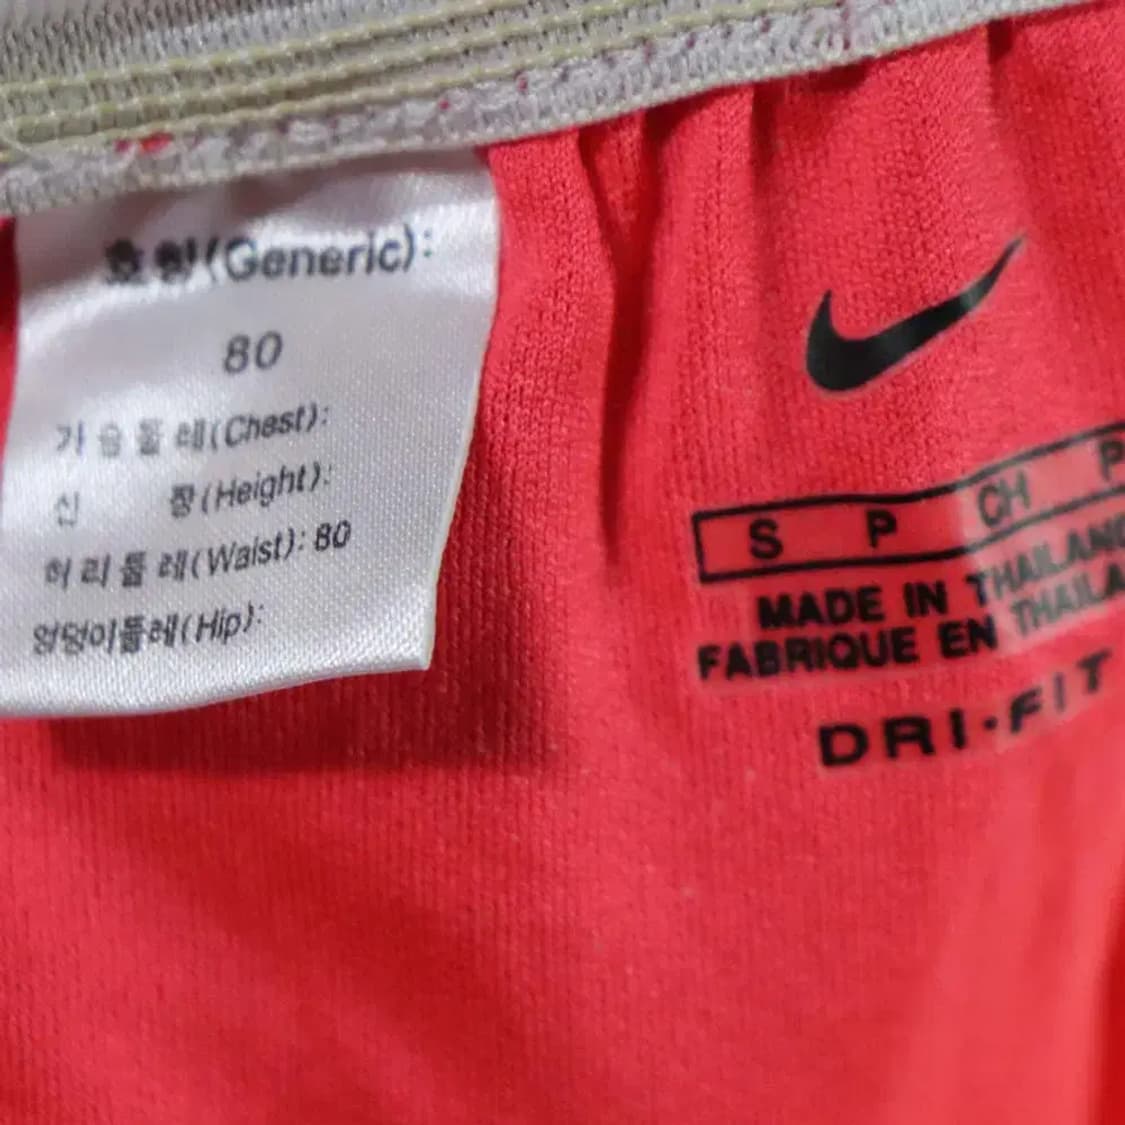 호칭(Generic):
80
가슴둘레(Chest):
신 장(Height):
허리둘레(Waist): 80
엉덩이둘레(Hip):
S P CH P
MADE IN THAILAND
FABRIQUE EN THAILA
DRI-FIT